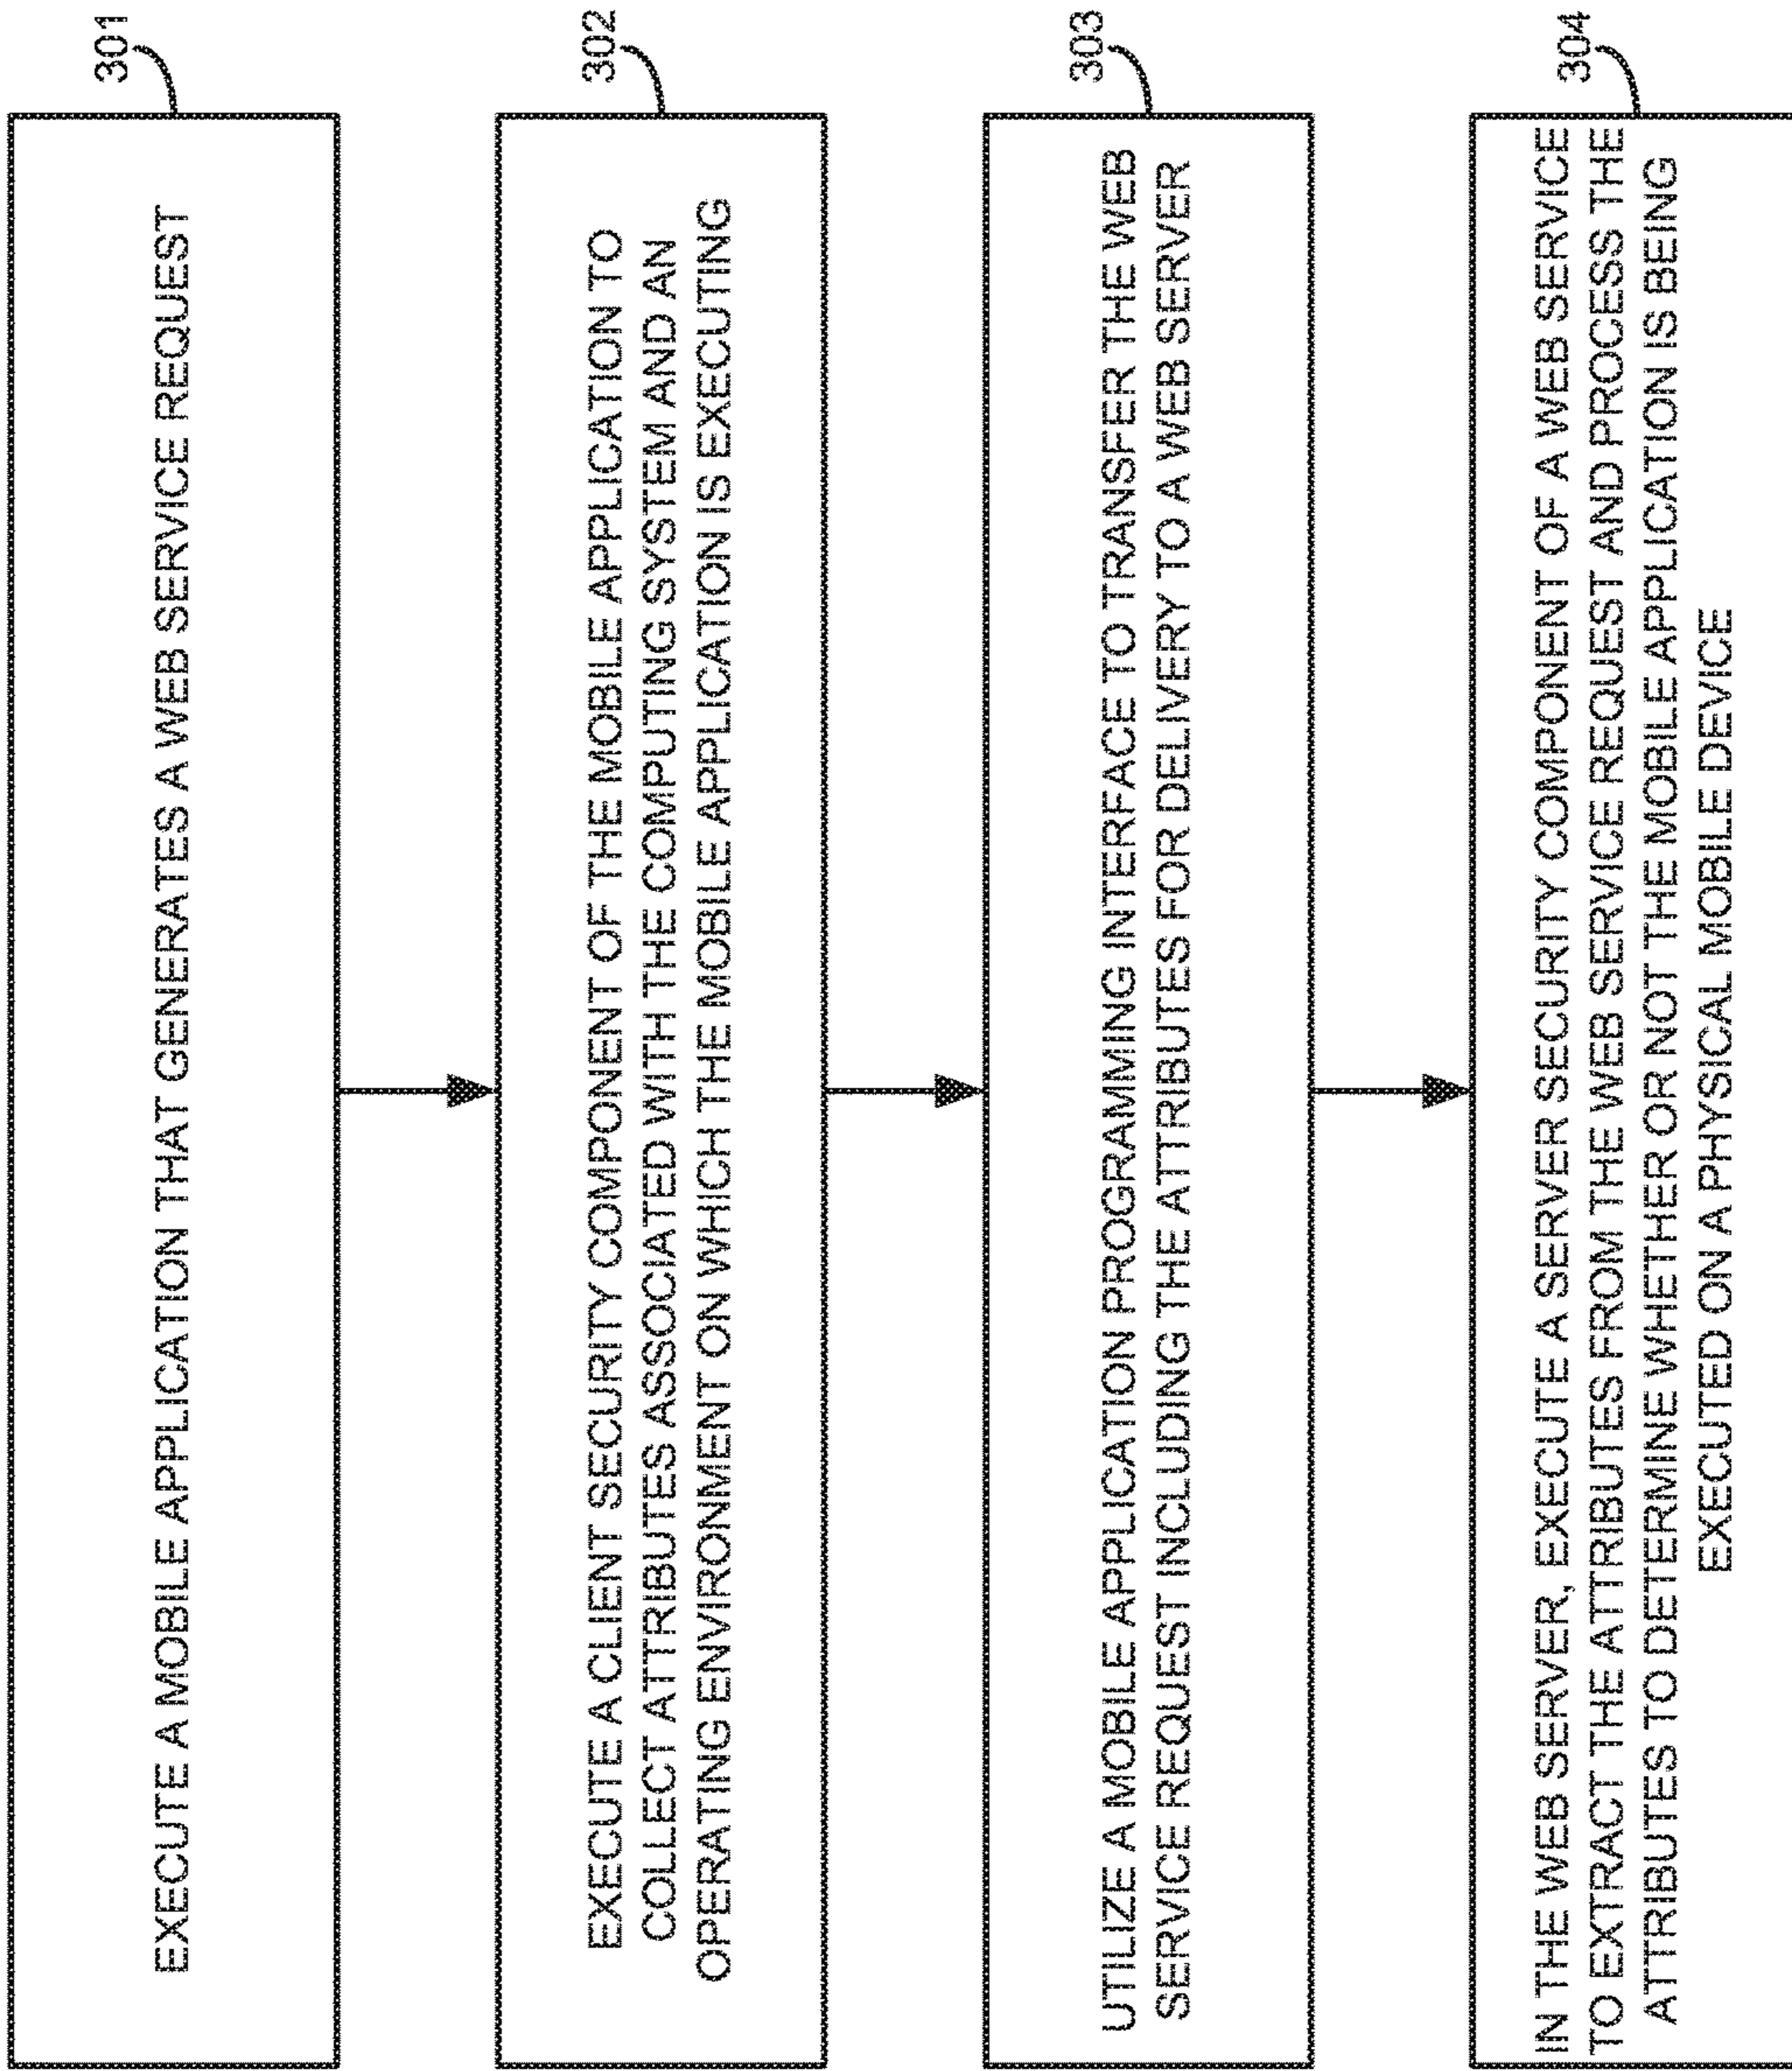 301
EXECUTE A MOBILE APPLICATION THAT GENERATES A WEB SERVICE REQUEST
302
EXECUTE A CLIENT SECURITY COMPONENT OF THE MOBILE APPLICATION TO
COLLECT ATTRIBUTES ASSOCIATED WITH THE COMPUTING SYSTEM AND AN
OPERATING ENVIRONMENT ON WHICH THE MOBILE APPLICATION IS EXECUTING
303
UTILIZE A MOBILE APPLICATION PROGRAMMING INTERFACE TO TRANSFER THE WEB
SERVICE REQUEST INCLUDING THE ATTRIBUTES FOR DELIVERY TO A WEB SERVER
304
IN THE WEB SERVER, EXECUTE A SERVER SECURITY COMPONENT OF A WEB SERVICE
TO EXTRACT THE ATTRIBUTES FROM THE WEB SERVICE REQUEST AND PROCESS THE
ATTRIBUTES TO DETERMINE WHETHER OR NOT THE MOBILE APPLICATION IS BEING
EXECUTED ON A PHYSICAL MOBILE DEVICE